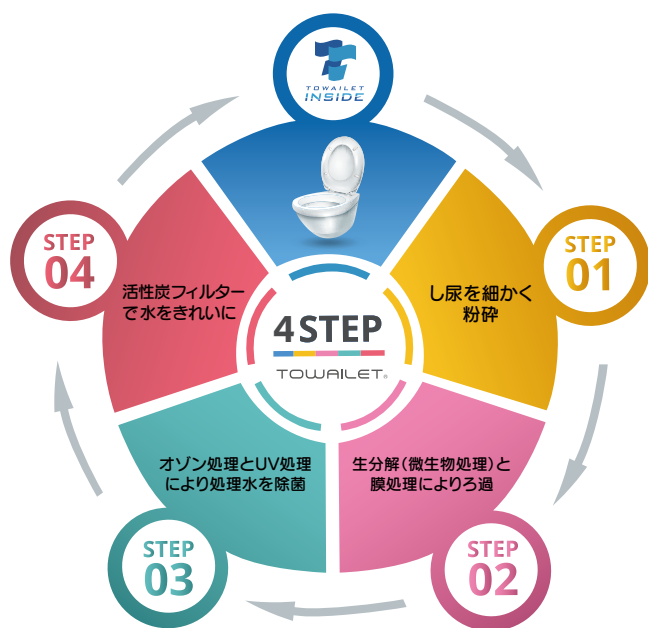 TOWAILET
INSIDE
STEP
01
し尿を細かく
粉砕
STEP
02
生分解(微生物処理)と
膜処理によりろ過
STEP
03
オゾン処理とUV処理
により処理水を除菌
STEP
04
活性炭フィルター
で水をきれいに
4 STEP
TOWAILET®